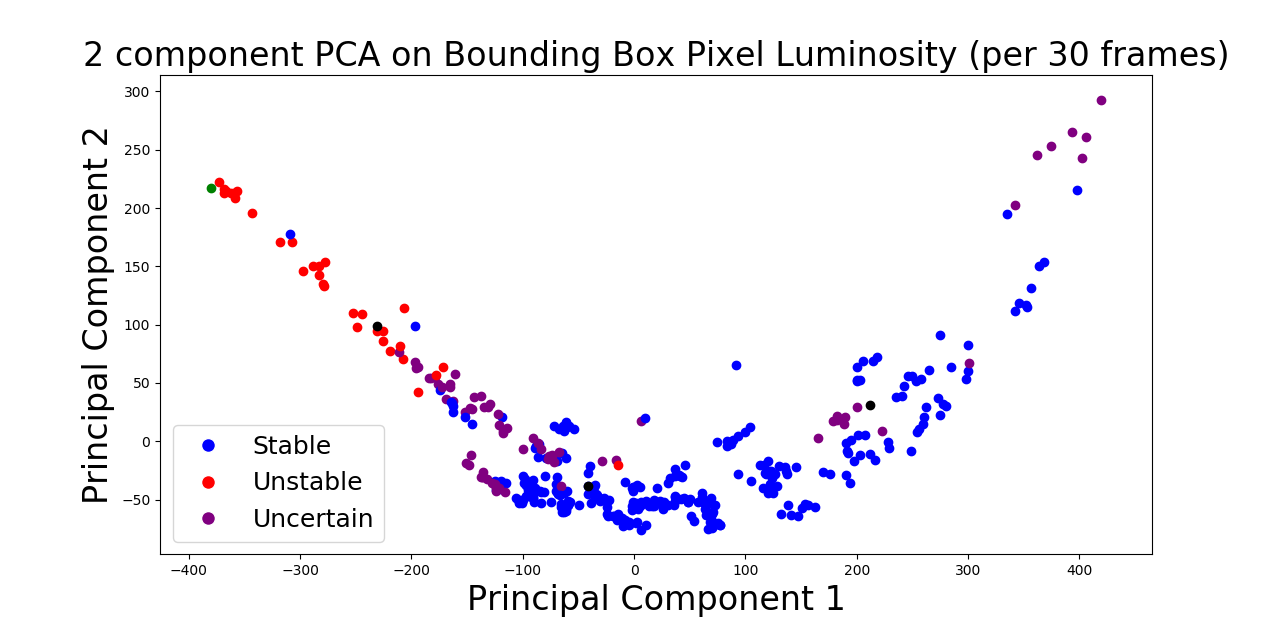 2 component PCA on Bounding Box Pixel Luminosity (per 30 frames)
Principal Component 2
300
250
200
150
100
50
0
−50
Stable
Unstable
Uncertain
−400 −300 −200 −100 0 100 200 300 400
Principal Component 1